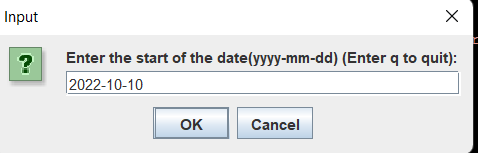 Input
Enter the start of the date(yyyy-mm-dd) (Enter q to quit):
2022-10-10
OK
Cancel